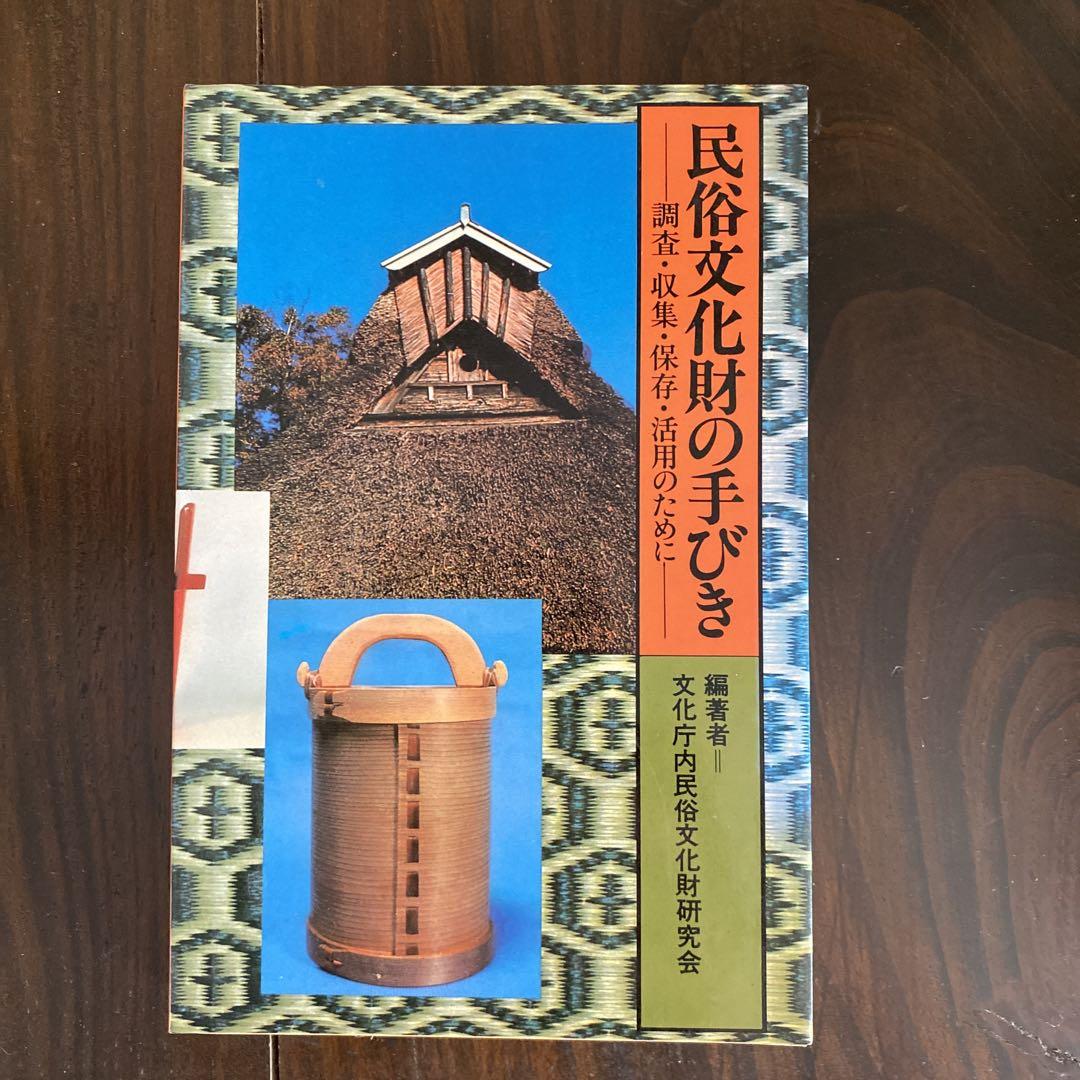 民俗文化財の手びき
──調査・収集・保存・活用のために──
編著者＝
文化庁内民俗文化財研究会